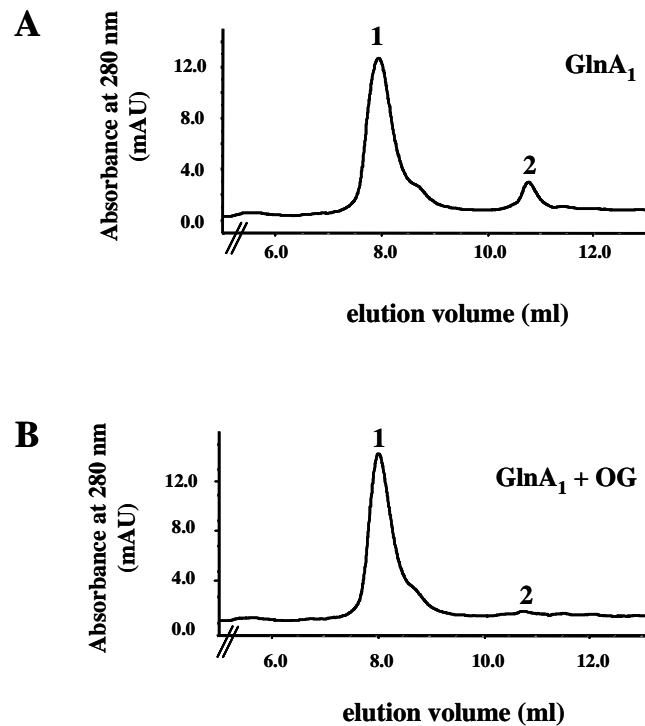 A
Absorbance at 280 nm
(mAU)
12.0
8.0
4.0
0.0
1
2
GlnA1
6.0 8.0 10.0 12.0
elution volume (ml)
B
Absorbance at 280 nm
(mAU)
12.0
8.0
4.0
0.0
1
2
GlnA1 + OG
6.0 8.0 10.0 12.0
elution volume (ml)